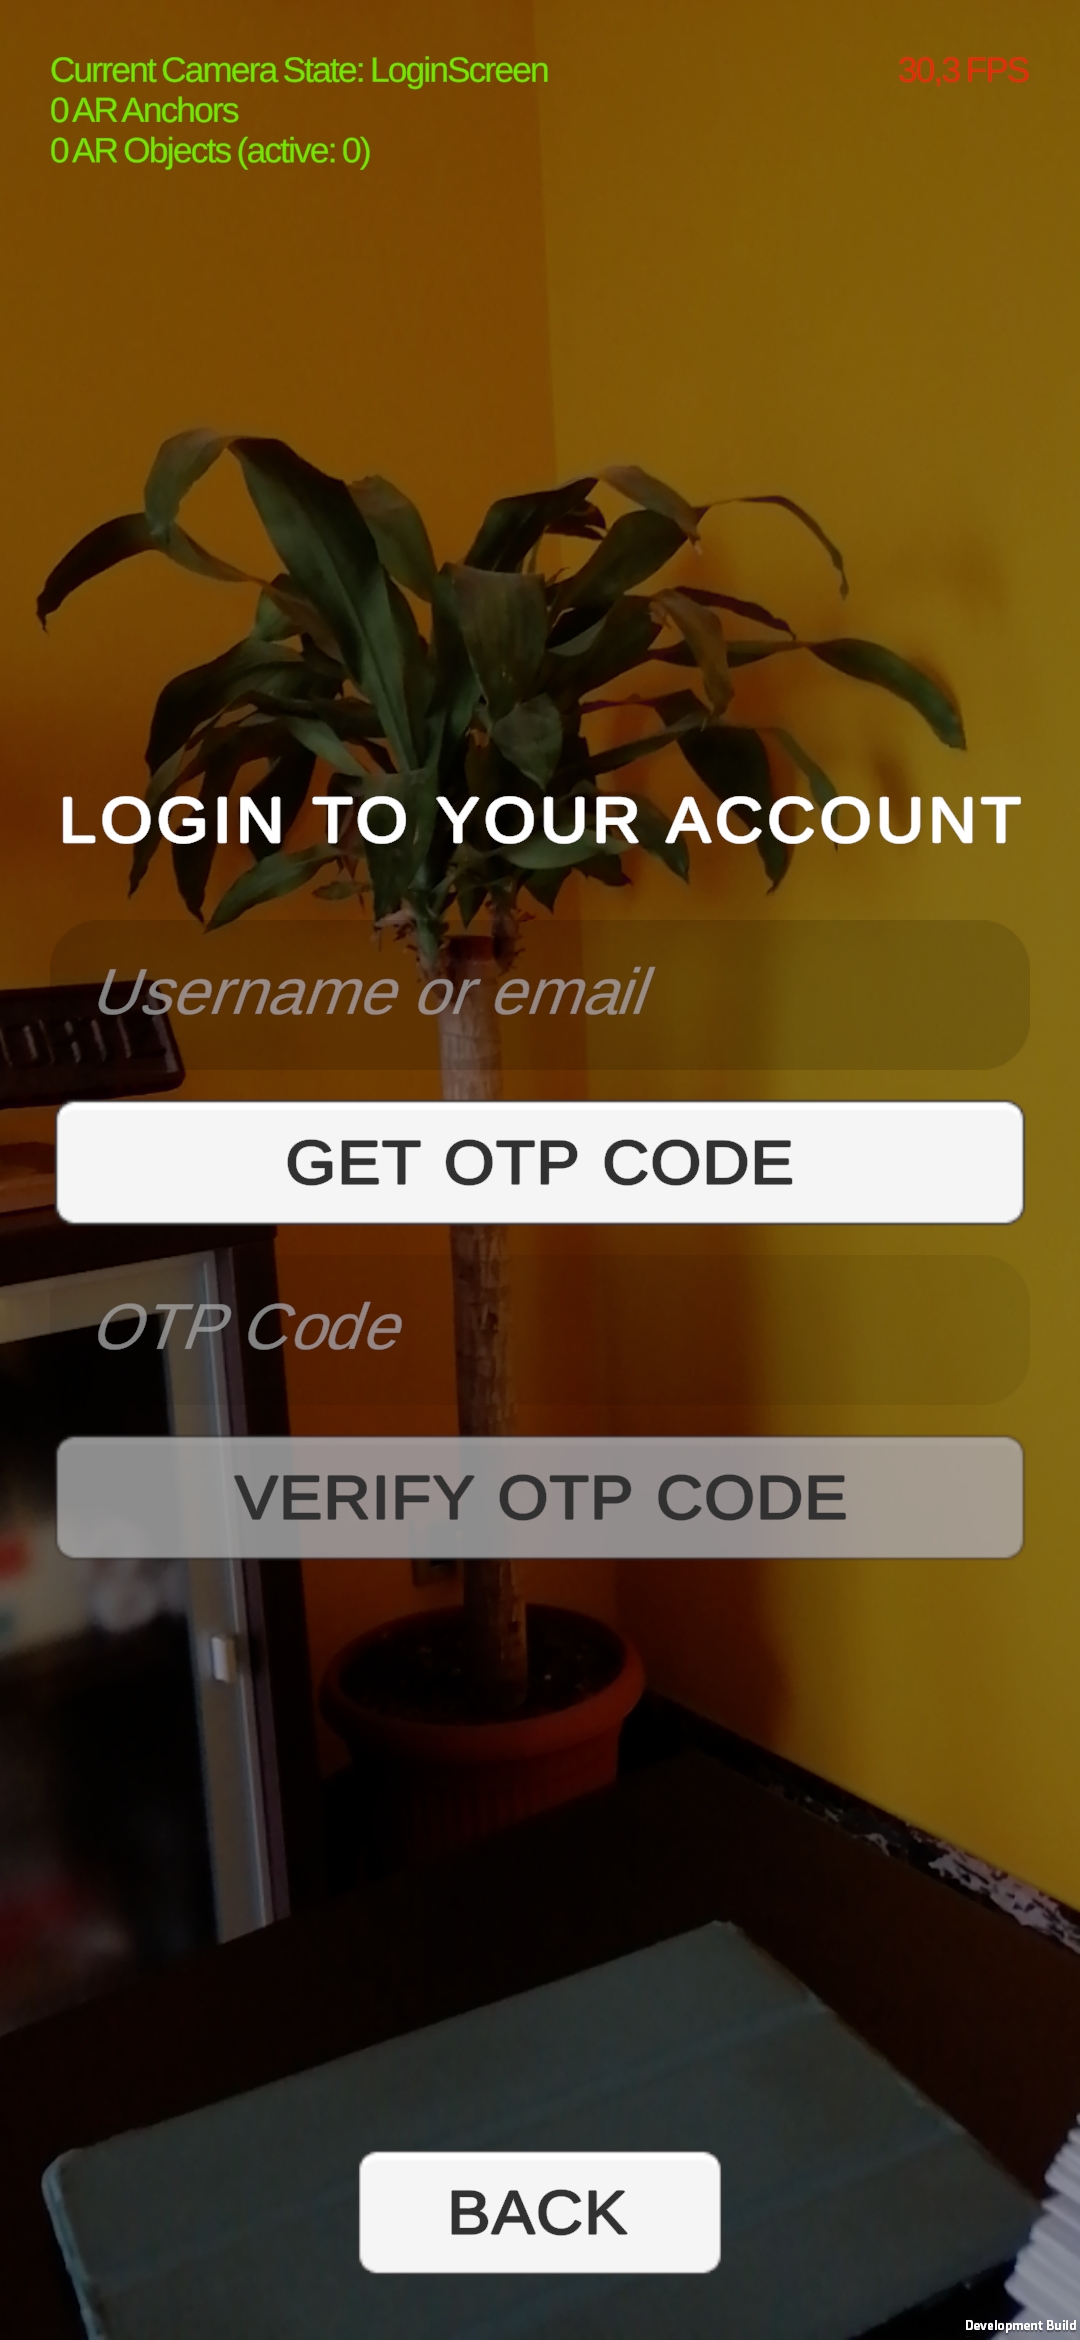 Current Camera State: LoginScreen
30,3 FPS
0 AR Anchors
0 AR Objects (active: 0)
LOGIN TO YOUR ACCOUNT
Username or email
GET OTP CODE
OTP Code
VERIFY OTP CODE
BACK
Development Build